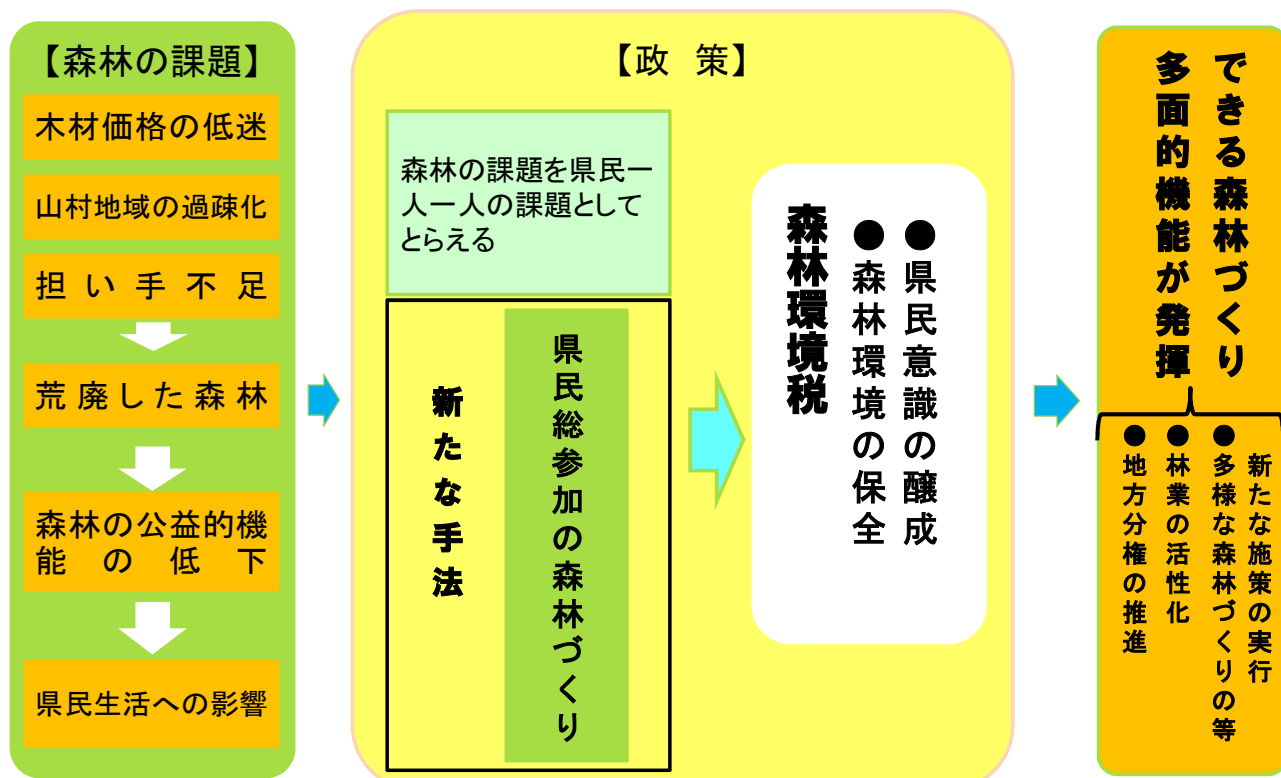 【森林の課題】
木材価格の低迷
山村地域の過疎化
担い手不足
荒廃した森林
森林の公益的機
能の低下
県民生活への影響
【政　策】
森林の課題を県民一
人一人の課題として
とらえる
県民総参加の森林づくり
新たな手法
●県民意識の醸成
●森林環境の保全
森林環境税
できる森林づくり
多面的機能が発揮
新たな施策の実行
●多様な森林づくりの等
●林業の活性化
●地方分権の推進